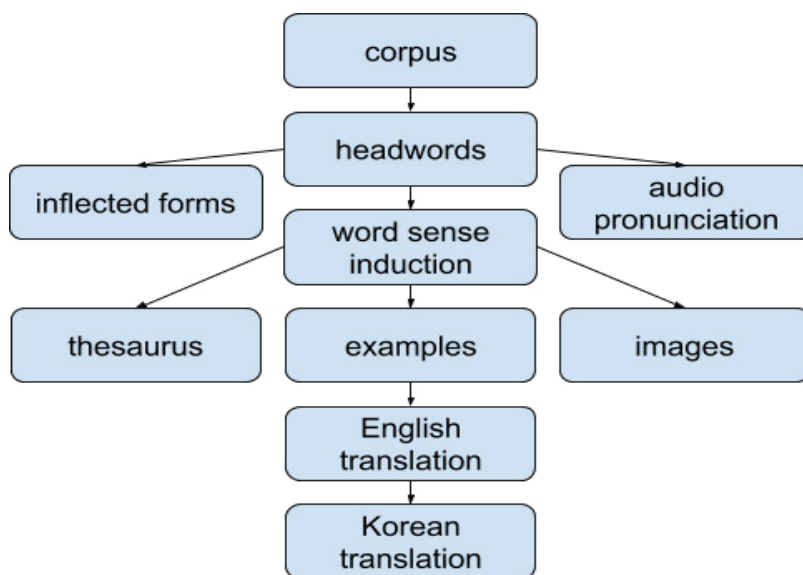 corpus
headwords
inflected forms
audio
pronunciation
word sense
induction
thesaurus
examples
images
English
translation
Korean
translation